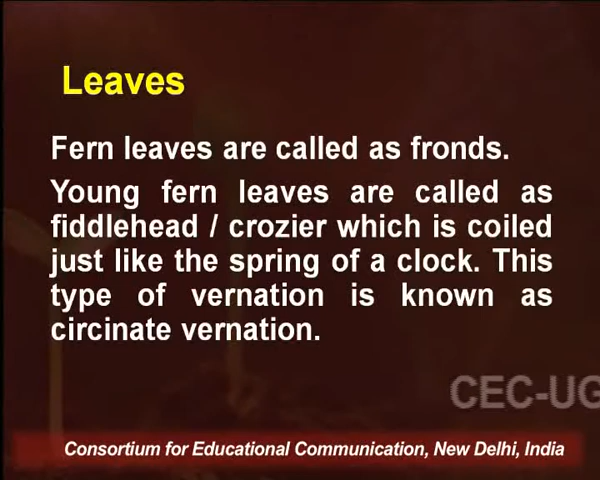 Leaves
Fern leaves are called as fronds.
Young fern leaves are called as
fiddlehead / crozier which is coiled
just like the spring of a clock. This
type of vernation is known as
circinate vernation.
CEC-UG
Consortium for Educational Communication, New Delhi, India